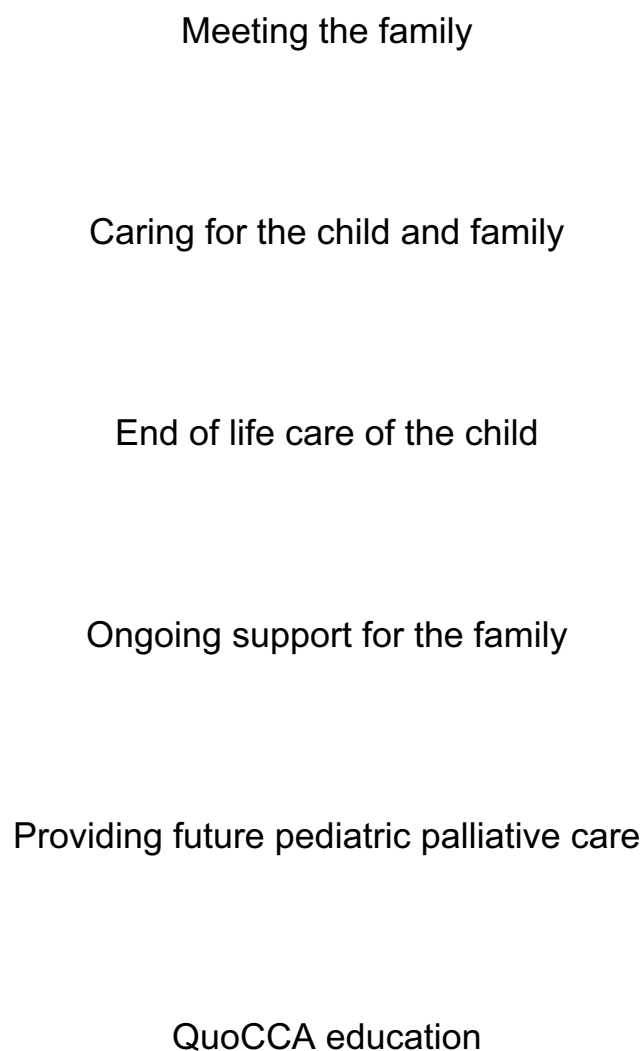 Meeting the family
Caring for the child and family
End of life care of the child
Ongoing support for the family
Providing future pediatric palliative care
QuoCCA education